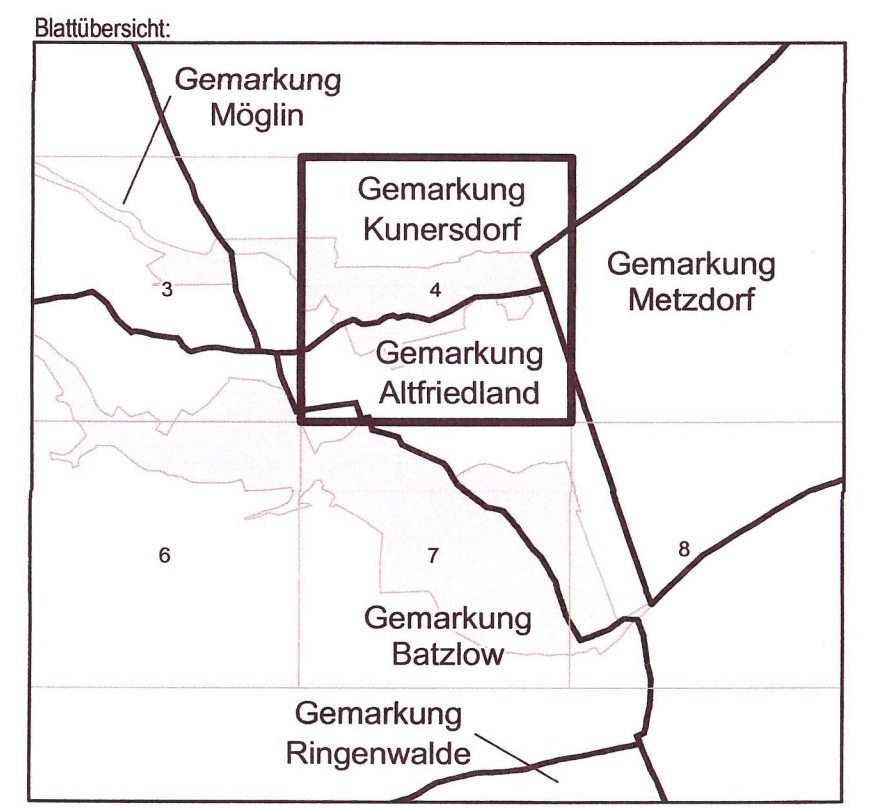 Blattübersicht:
Gemarkung
Möglin
Gemarkung
Kunersdorf
Gemarkung
Metzdorf
3
4
Gemarkung
Altfriedland
6
7
8
Gemarkung
Batzlow
Gemarkung
Ringenwalde